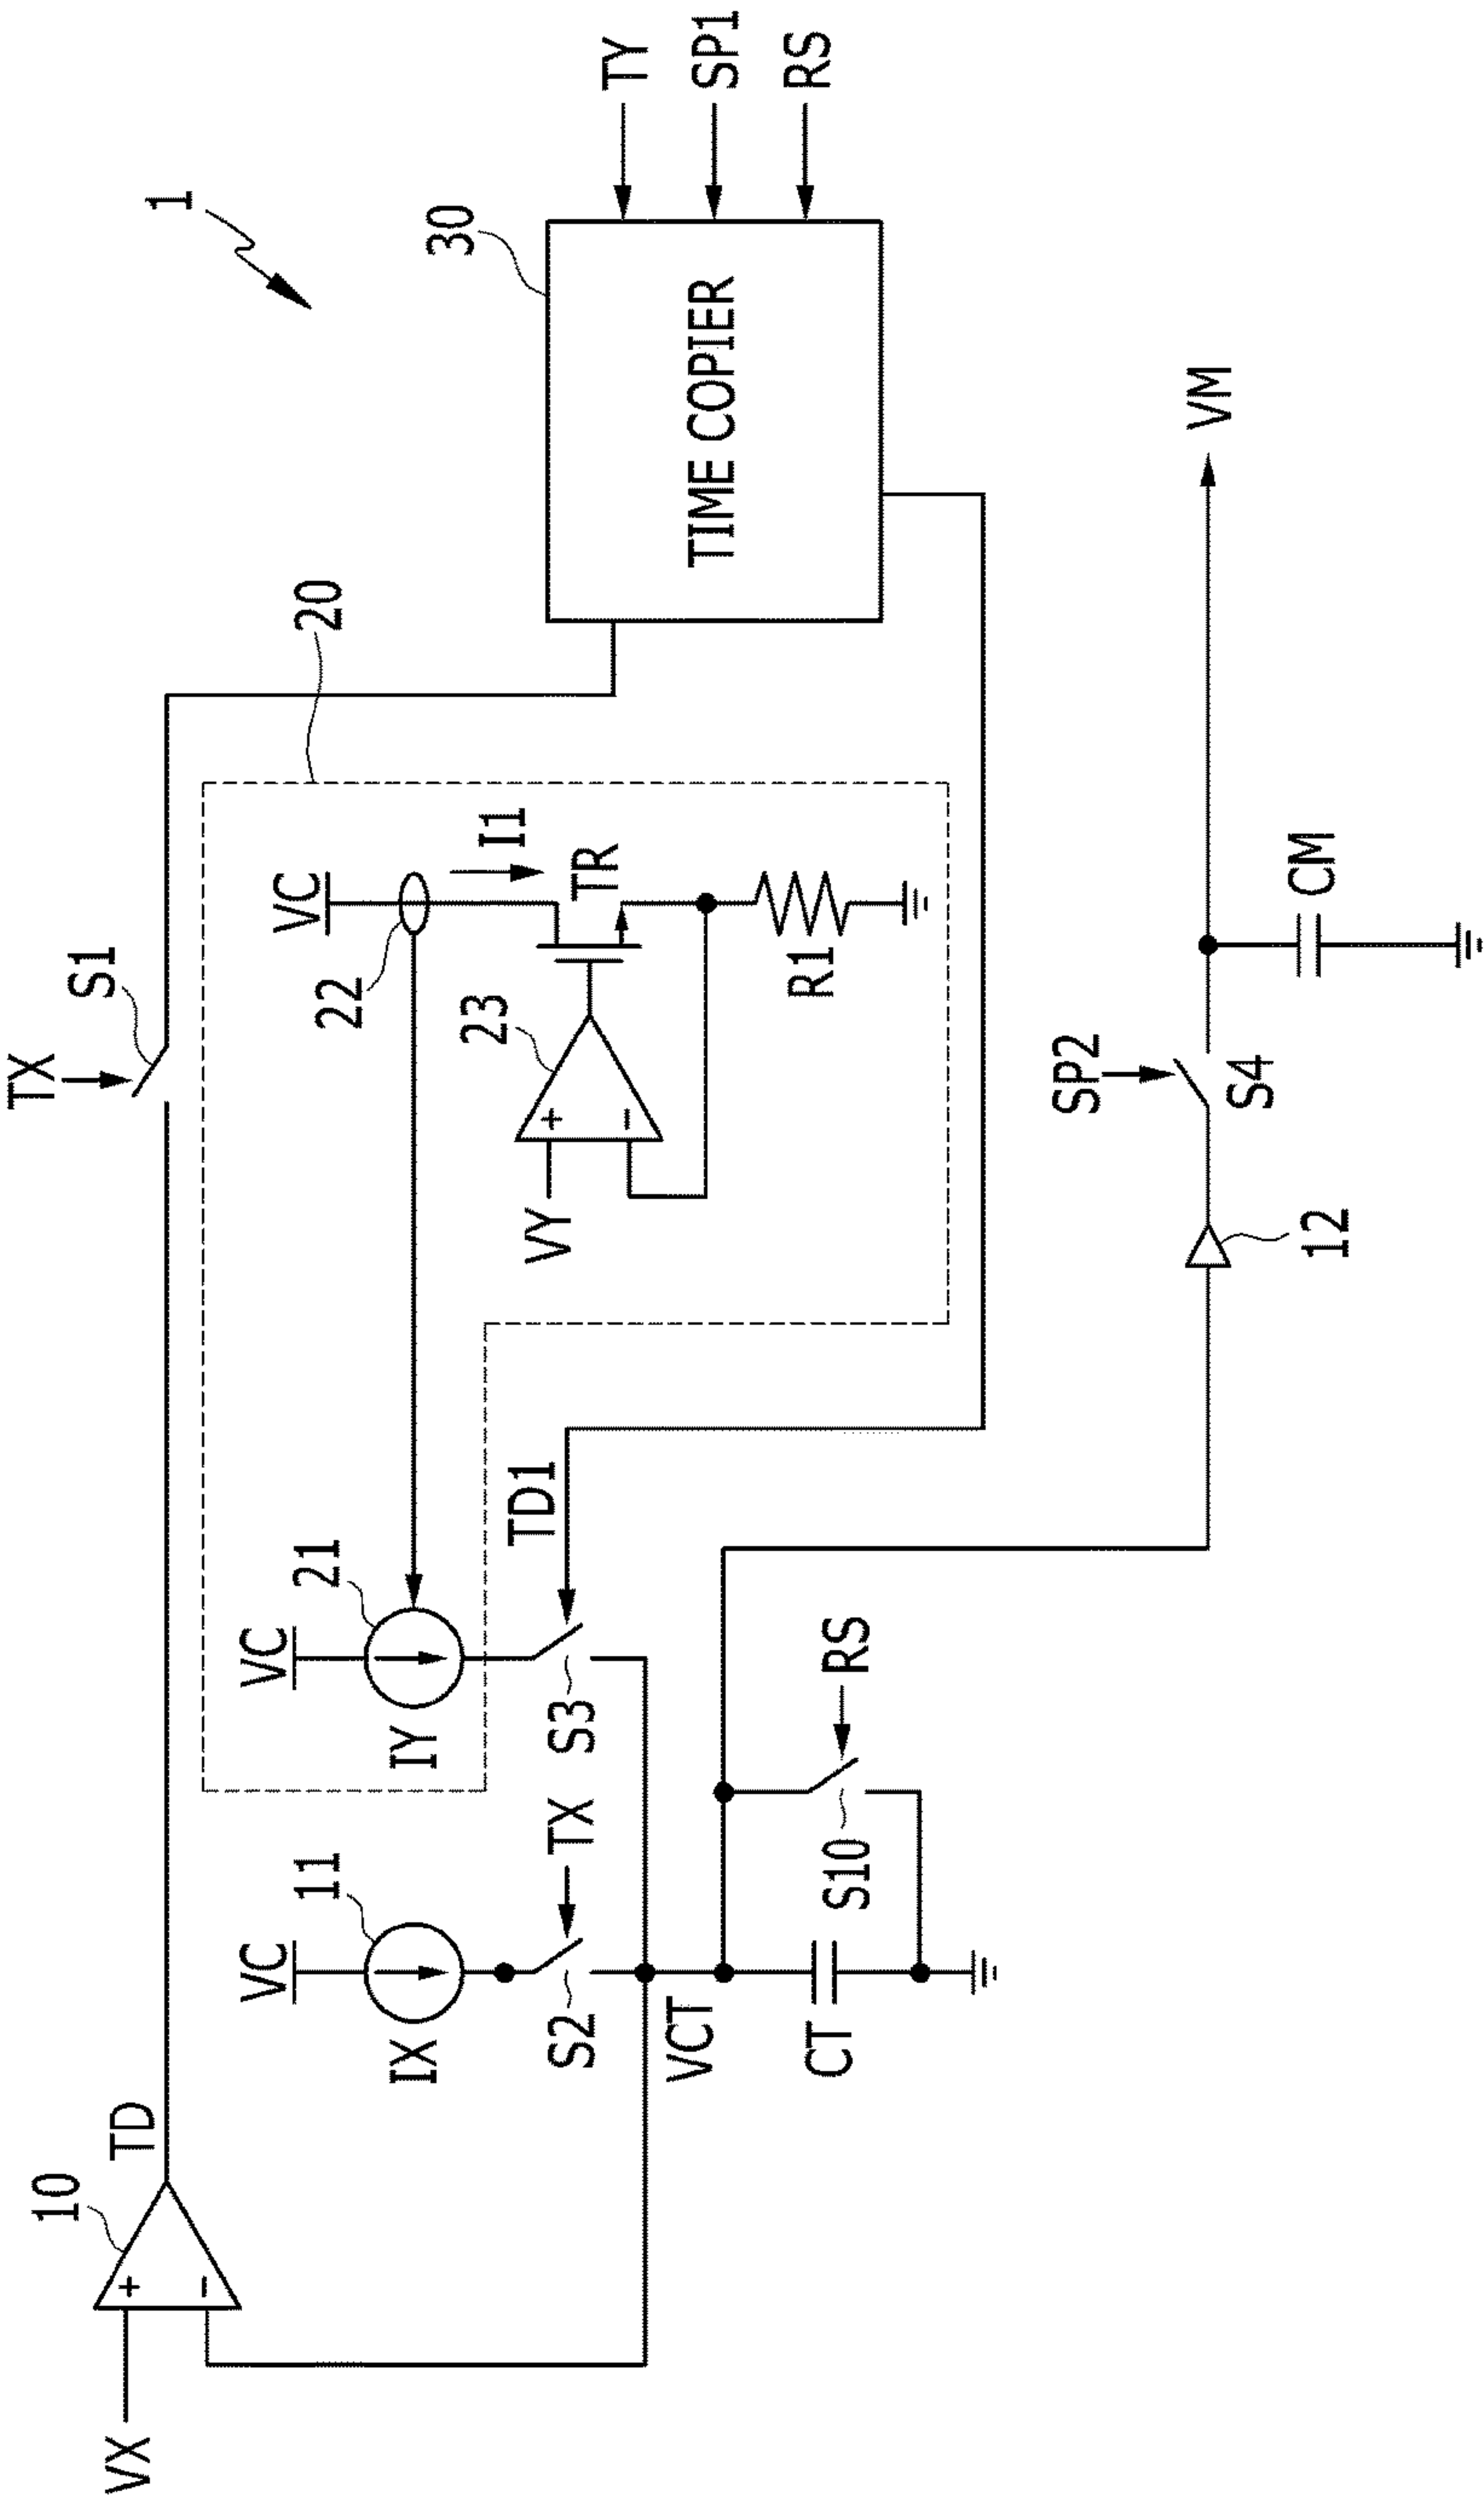 1
TX
S1
20
30
TY
SP1
RS
TIME COPIER
10
TD
VX
+
-
VC
11
IX
VC
21
IY
VC
22
I1
TR
23
+
-
VY
R1
TX
S2
TD1
S3
VCT
CT
RS
S10
12
SP2
S4
CM
VM